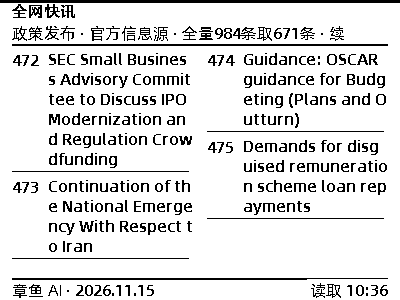 全网快讯
政策发布 · 官方信息源 · 全量984条取671条 · 续
472 SEC Small Busines
s Advisory Commit
tee to Discuss IPO
Modernization an
d Regulation Crow
dfunding
473 Continuation of th
e National Emerge
ncy With Respect t
o Iran
474 Guidance: OSCAR
guidance for Budg
eting (Plans and O
utturn)
475 Demands for disg
uised remuneratio
n scheme loan rep
ayments
章鱼 AI · 2026.11.15
读取 10:36